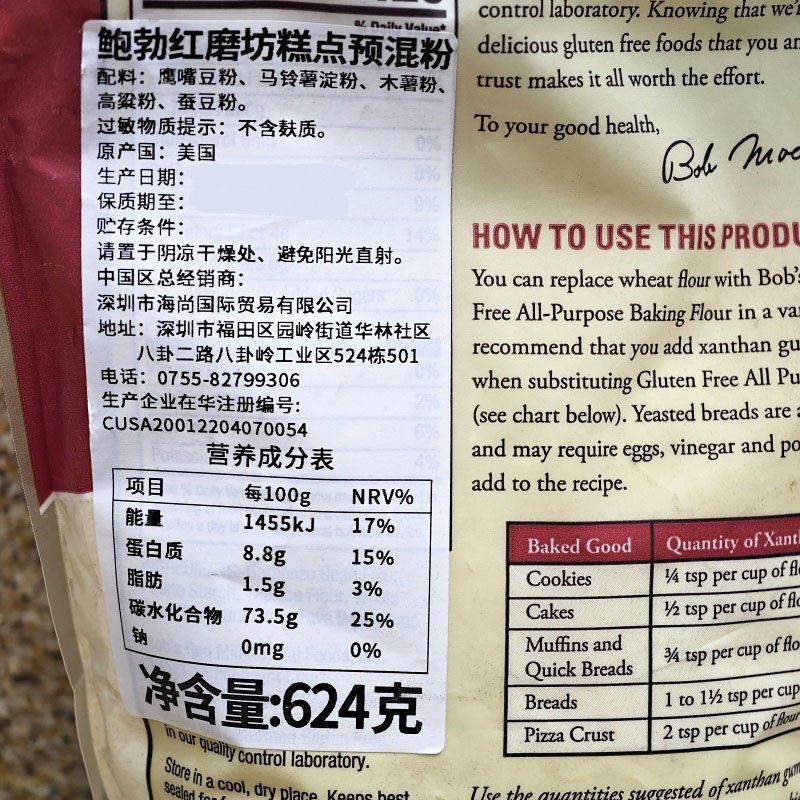 % Daily Value*
鲍勃红磨坊糕点预混粉
配料：鹰嘴豆粉、马铃薯淀粉、木薯粉、
高粱粉、蚕豆粉。
过敏物质提示：不含麸质。
原产国：美国
生产日期：
保质期至：
贮存条件：
请置于阴凉干燥处、避免阳光直射。
中国区总经销商：
深圳市海尚国际贸易有限公司
地址：深圳市福田区园岭街道华林社区
八卦二路八卦岭工业区524栋501
电话：0755-82799306
生产企业在华注册编号：
CUSA20012204070054
营养成分表
项目 每100g NRV%
能量 1455kJ 17%
蛋白质 8.8g 15%
脂肪 1.5g 3%
碳水化合物 73.5g 25%
钠 0mg 0%
净含量:624克
in our quality control laboratory.
Store in a cool, dry place. Keeps best
control laboratory. Knowing that we're
delicious gluten free foods that you an
trust makes it all worth the effort.
To your good health,
Bob Moo
HOW TO USE THIS PRODU
You can replace wheat flour with Bob's
Free All-Purpose Baking Flour in a va
recommend that you add xanthan gu
when substituting Gluten Free All Pu
(see chart below). Yeasted breads are a
and may require eggs, vinegar and po
add to the recipe.
Baked Good Quantity of Xanth
Cookies ¼ tsp per cup of flo
Cakes ½ tsp per cup of flo
Muffins and
Quick Breads ¾ tsp per cup of flo
Breads 1 to 1½ tsp per cup
Pizza Crust 2 tsp per cup of flour
Use the quantities suggested of xanthan gum